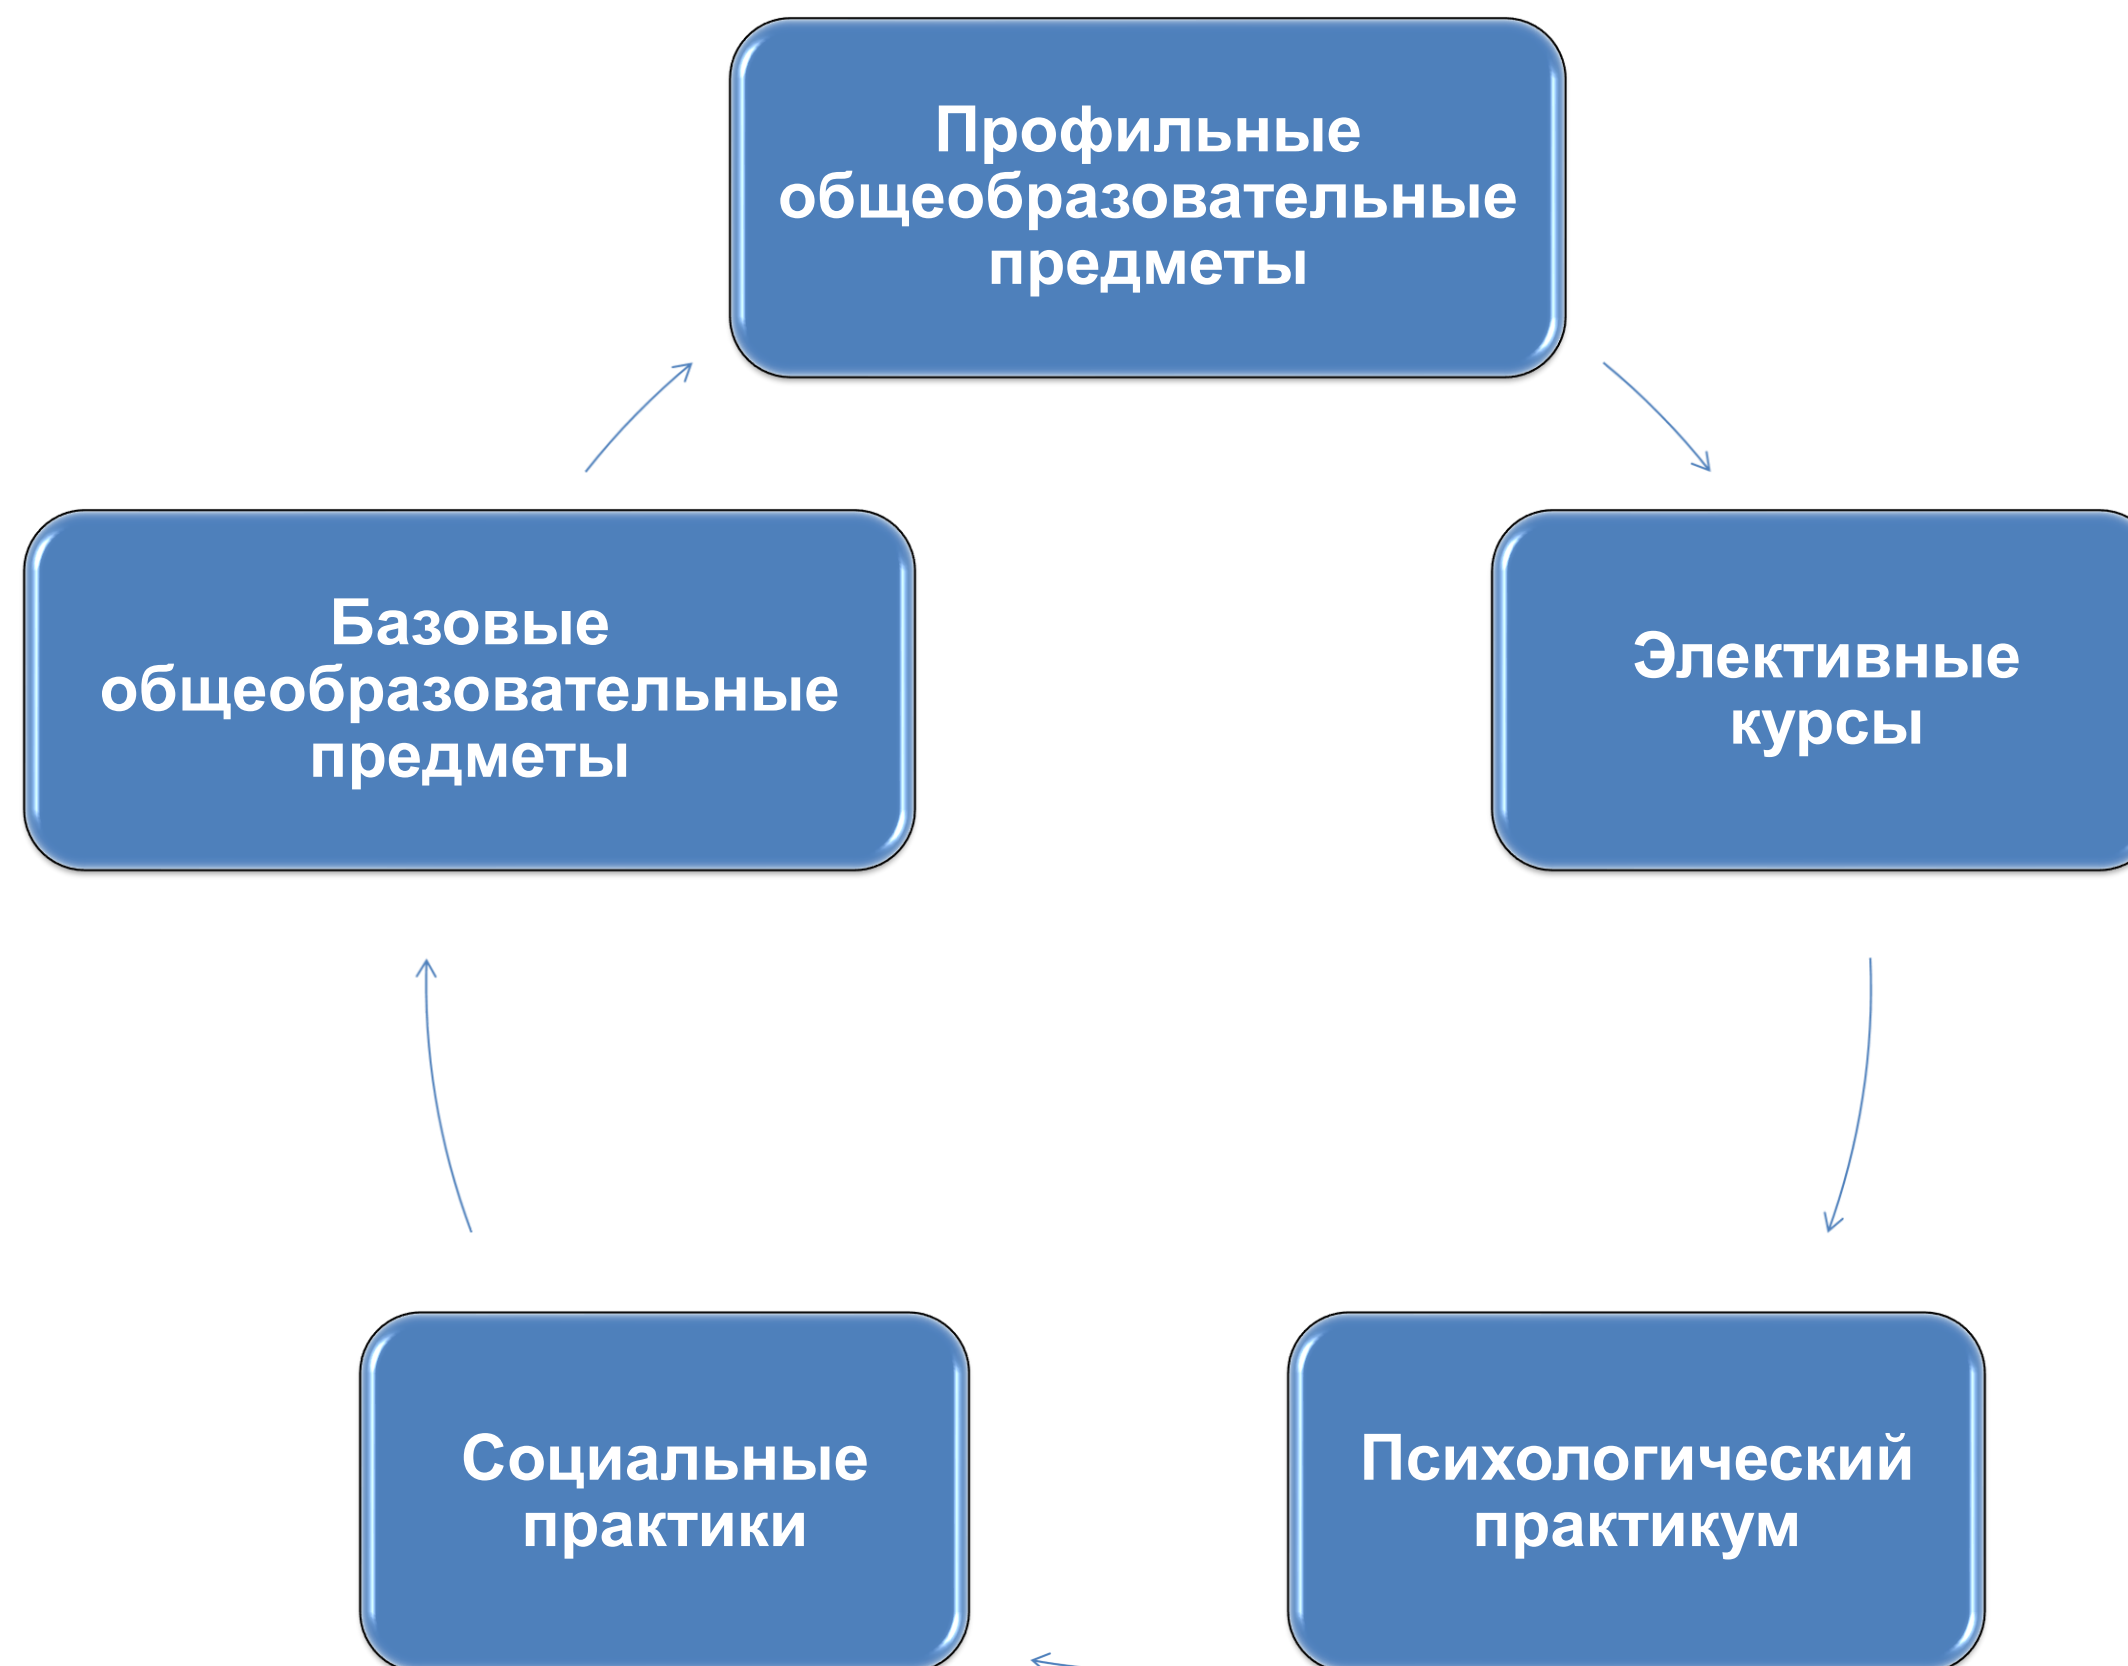 Профильные
общеобразовательные
предметы
Базовые
общеобразовательные
предметы
Элективные
курсы
Социальные
практики
Психологический
практикум